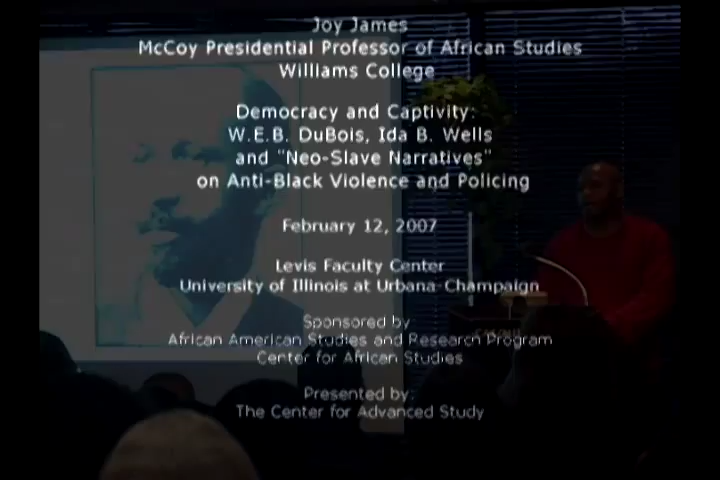 Joy James
McCoy Presidential Professor of African Studies
Williams College
Democracy and Captivity:
W.E.B. DuBois, Ida B. Wells
and "Neo-Slave Narratives"
on Anti-Black Violence and Policing
February 12, 2007
Levis Faculty Center
University of Illinois at Urbana-Champaign
Sponsored by
African American Studies and Research Program
Center for African Studies
Presented by:
The Center for Advanced Study